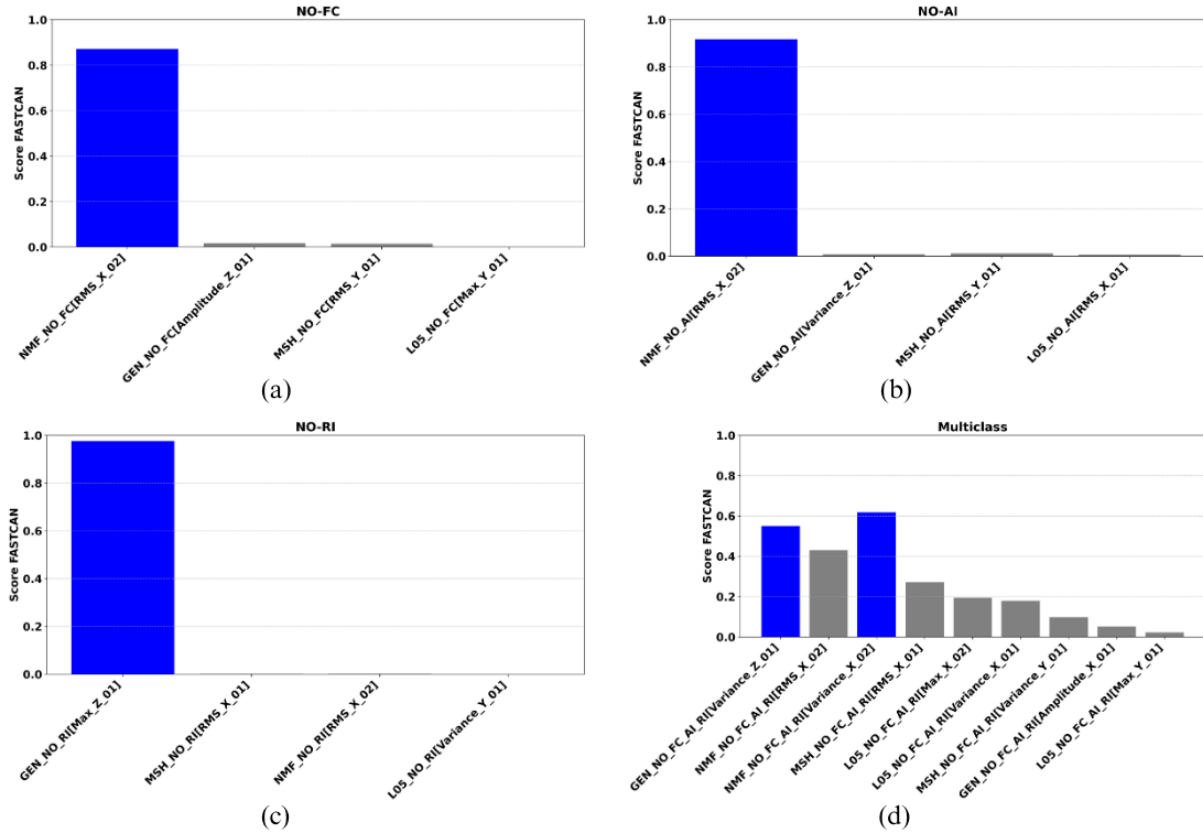 NO-FC
1.0
0.8
0.6
0.4
0.2
0.0
Score FASTCAN
NMF_NO_FC[RMS_X_02]
GEN_NO_FC[Amplitude_Z_01]
MSH_NO_FC[RMS_Y_01]
L05_NO_FC[Max_Y_01]
(a)
NO-AI
1.0
0.8
0.6
0.4
0.2
0.0
Score FASTCAN
NMF_NO_AI[RMS_X_02]
GEN_NO_AI[Variance_Z_01]
MSH_NO_AI[RMS_Y_01]
L05_NO_AI[RMS_X_01]
(b)
NO-RI
1.0
0.8
0.6
0.4
0.2
0.0
Score FASTCAN
GEN_NO_RI[Max_Z_01]
MSH_NO_RI[RMS_X_01]
NMF_NO_RI[RMS_X_02]
L05_NO_RI[Variance_Y_01]
(c)
Multiclass
1.0
0.8
0.6
0.4
0.2
0.0
Score FASTCAN
GEN_NO_FC_AI_RI[Variance_Z_01]
NMF_NO_FC_AI_RI[RMS_X_02]
NMF_NO_FC_AI_RI[Variance_X_02]
MSH_NO_FC_AI_RI[RMS_X_01]
L05_NO_FC_AI_RI[Max_X_02]
L05_NO_FC_AI_RI[Variance_X_01]
MSH_NO_FC_AI_RI[Variance_Y_01]
GEN_NO_FC_AI_RI[Amplitude_X_01]
L05_NO_FC_AI_RI[Max_Y_01]
(d)